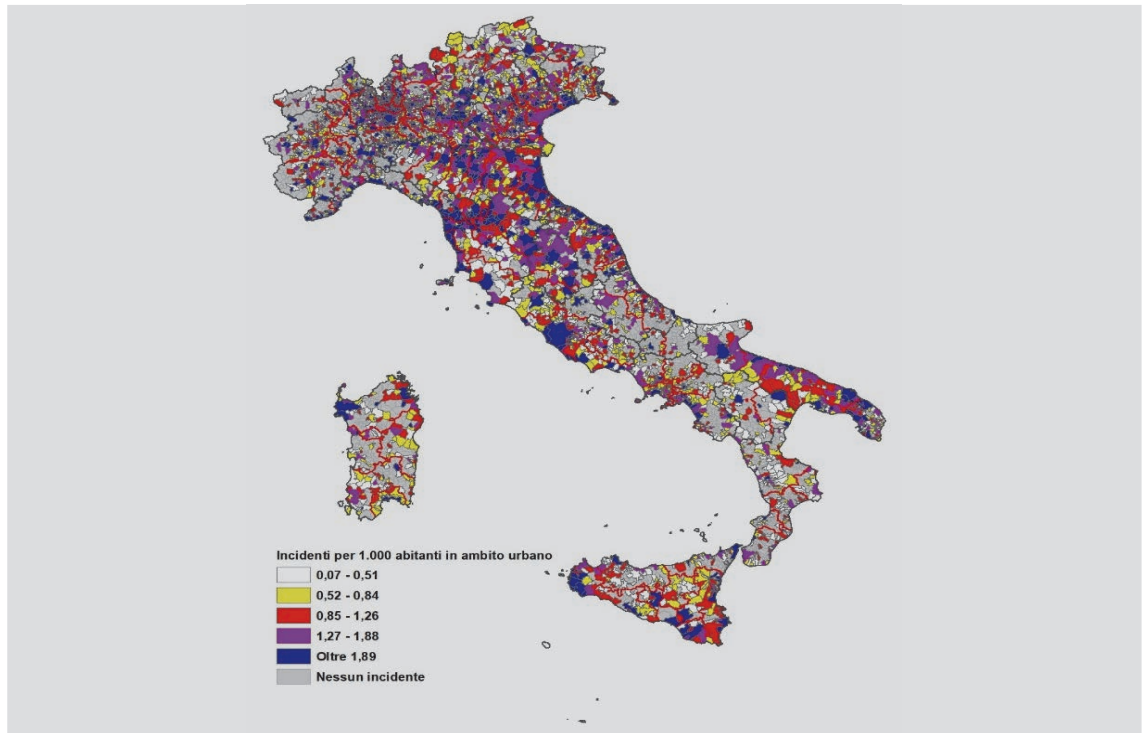 Incidenti per 1.000 abitanti in ambito urbano
0,07 - 0,51
0,52 - 0,84
0,85 - 1,26
1,27 - 1,88
Oltre 1,89
Nessun incidente